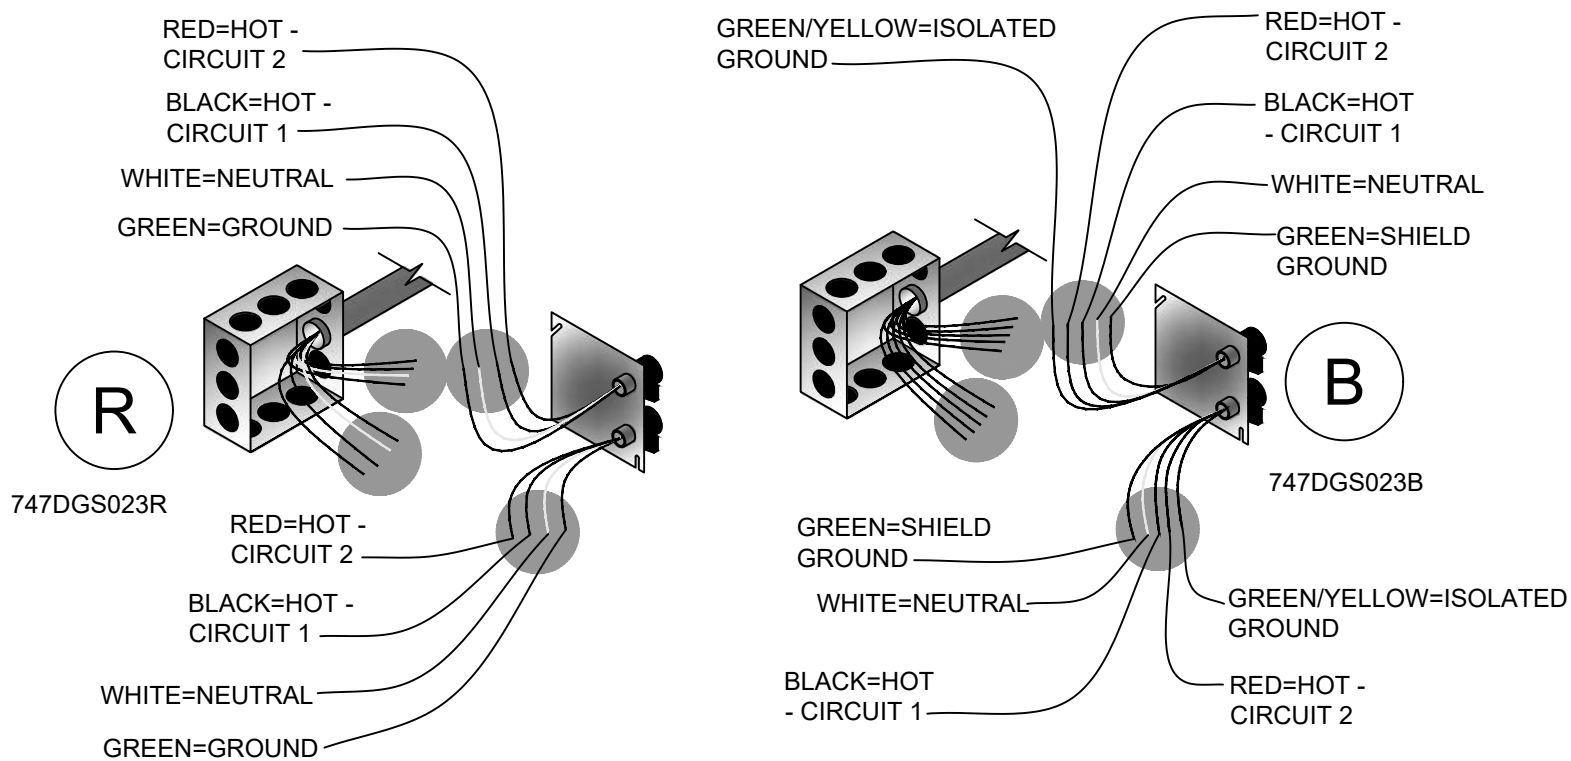 RED=HOT -
CIRCUIT 2
BLACK=HOT -
CIRCUIT 1
WHITE=NEUTRAL
GREEN=GROUND
R
747DGS023R
RED=HOT -
CIRCUIT 2
BLACK=HOT -
CIRCUIT 1
WHITE=NEUTRAL
GREEN=GROUND
GREEN/YELLOW=ISOLATED
GROUND
RED=HOT -
CIRCUIT 2
BLACK=HOT
- CIRCUIT 1
WHITE=NEUTRAL
GREEN=SHIELD
GROUND
B
747DGS023B
GREEN=SHIELD
GROUND
WHITE=NEUTRAL
BLACK=HOT
- CIRCUIT 1
GREEN/YELLOW=ISOLATED
GROUND
RED=HOT -
CIRCUIT 2